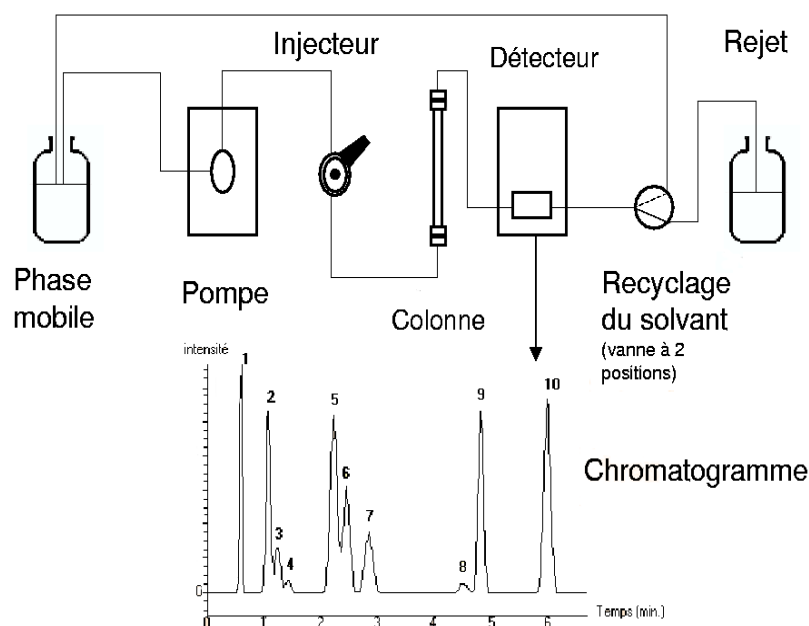 Injecteur
Détecteur
Rejet
Phase
mobile
Pompe
Colonne
Recyclage
du solvant
(vanne à 2
positions)
intensité
1
2
3
4
5
6
7
8
9
10
Chromatogramme
0
Temps (min.)
0 1 2 3 4 5 6